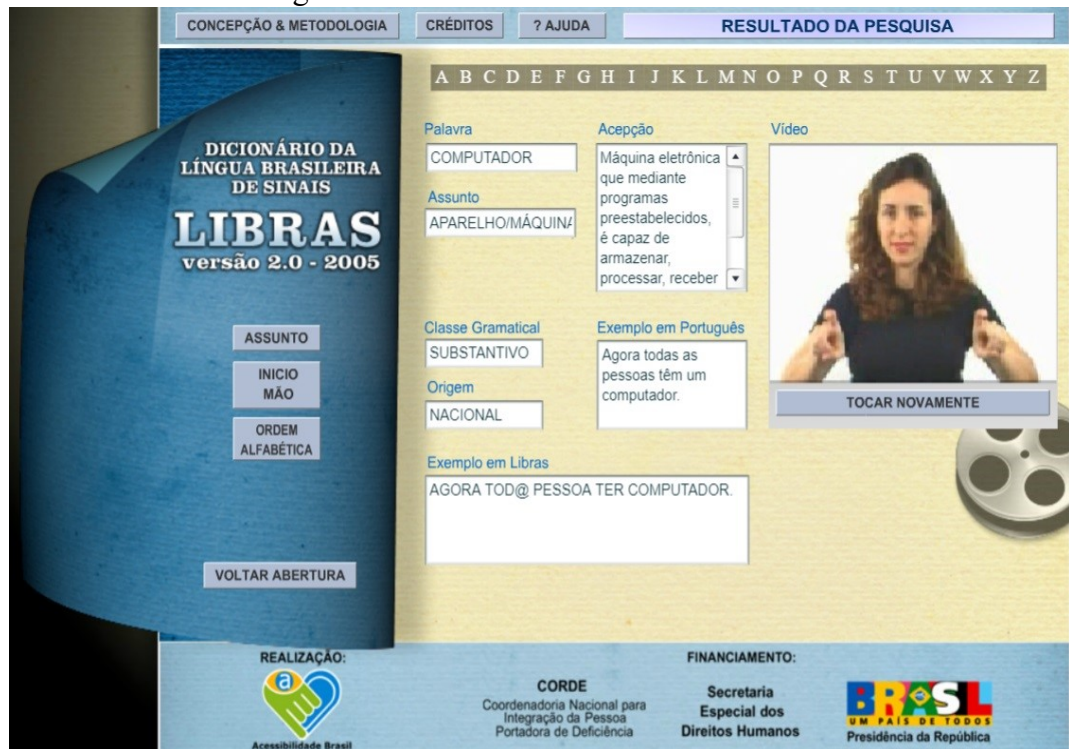 CONCEPÇÃO & METODOLOGIA
CRÉDITOS
? AJUDA
RESULTADO DA PESQUISA
A B C D E F G H I J K L M N O P Q R S T U V W X Y Z
DICIONÁRIO DA
LÍNGUA BRASILEIRA
DE SINAIS
LIBRAS
versão 2.0 - 2005
ASSUNTO
INICIO
MÃO
ORDEM
ALFABÉTICA
VOLTAR ABERTURA
Palavra
COMPUTADOR
Assunto
APARELHO/MÁQUINA
Acepção
Máquina eletrônica
que mediante
programas
preestabelecidos,
é capaz de
armazenar,
processar, receber
Vídeo
TOCAR NOVAMENTE
Classe Gramatical
SUBSTANTIVO
Origem
NACIONAL
Exemplo em Português
Agora todas as
pessoas têm um
computador.
Exemplo em Libras
AGORA TOD@ PESSOA TER COMPUTADOR.
REALIZAÇÃO:
a
Acessibilidade Brasil
CORDE
Coordenadoria Nacional para
Integração da Pessoa
Portadora de Deficiência
FINANCIAMENTO:
Secretaria
Especial dos
Direitos Humanos
BRASIL
UM PAÍS DE TODOS
Presidência da República